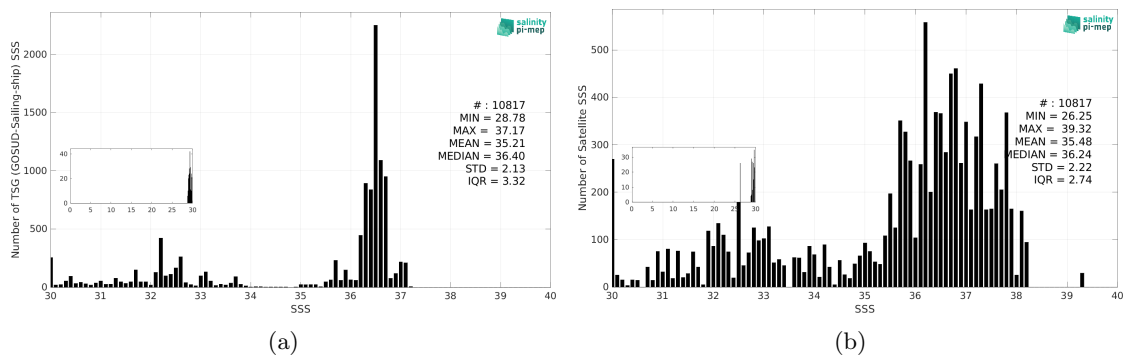 salinity
pi-mep
Number of TSG (GOSUD-Sailing-ship) SSS
2000
1500
1000
500
0
# : 10817
MIN = 28.78
MAX = 37.17
MEAN = 35.21
MEDIAN = 36.40
STD = 2.13
IQR = 3.32
40
20
0
0 5 10 15 20 25 30
30 31 32 33 34 35 36 37 38 39 40
SSS
(a)
salinity
pi-mep
Number of Satellite SSS
500
400
300
200
100
0
# : 10817
MIN = 26.25
MAX = 39.32
MEAN = 35.48
MEDIAN = 36.24
STD = 2.22
IQR = 2.74
30
20
10
0
0 5 10 15 20 25 30
30 31 32 33 34 35 36 37 38 39 40
SSS
(b)